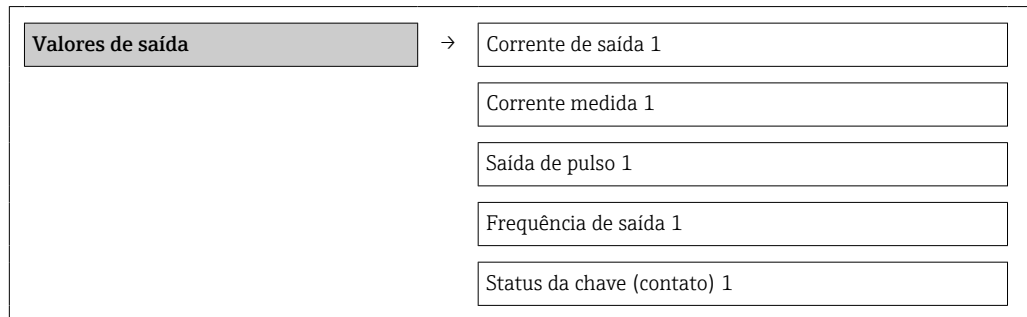 Valores de saída → Corrente de saída 1
Corrente medida 1
Saída de pulso 1
Frequência de saída 1
Status da chave (contato) 1